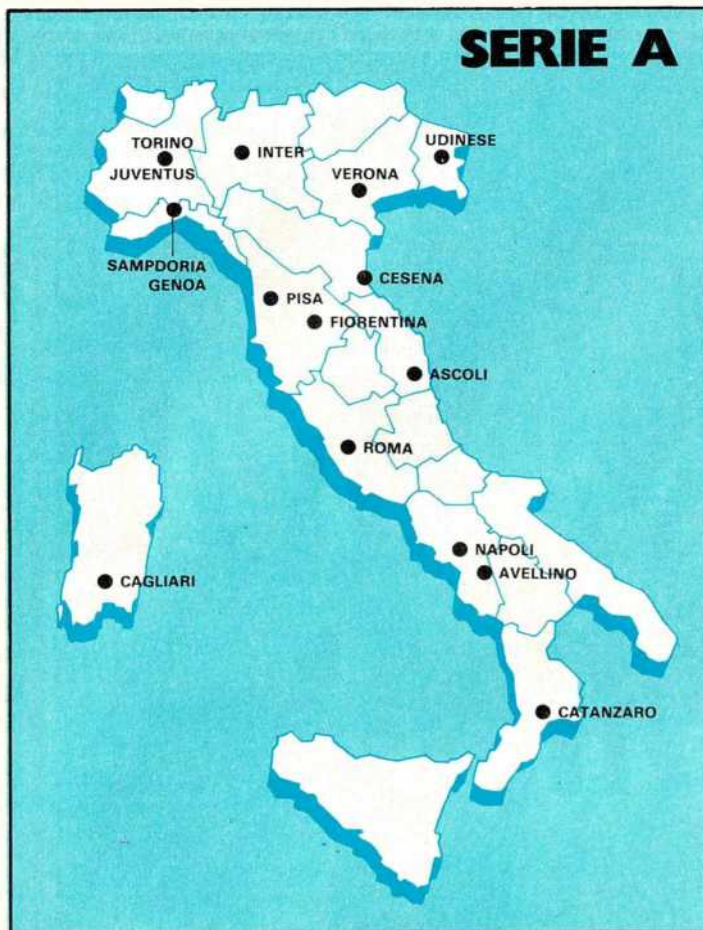 SERIE A
TORINO
JUVENTUS
INTER
UDINESE
VERONA
SAMPDORIA
GENOA
CESENA
PISA
FIORENTINA
ASCOLI
ROMA
NAPOLI
AVELLINO
CAGLIARI
CATANZARO